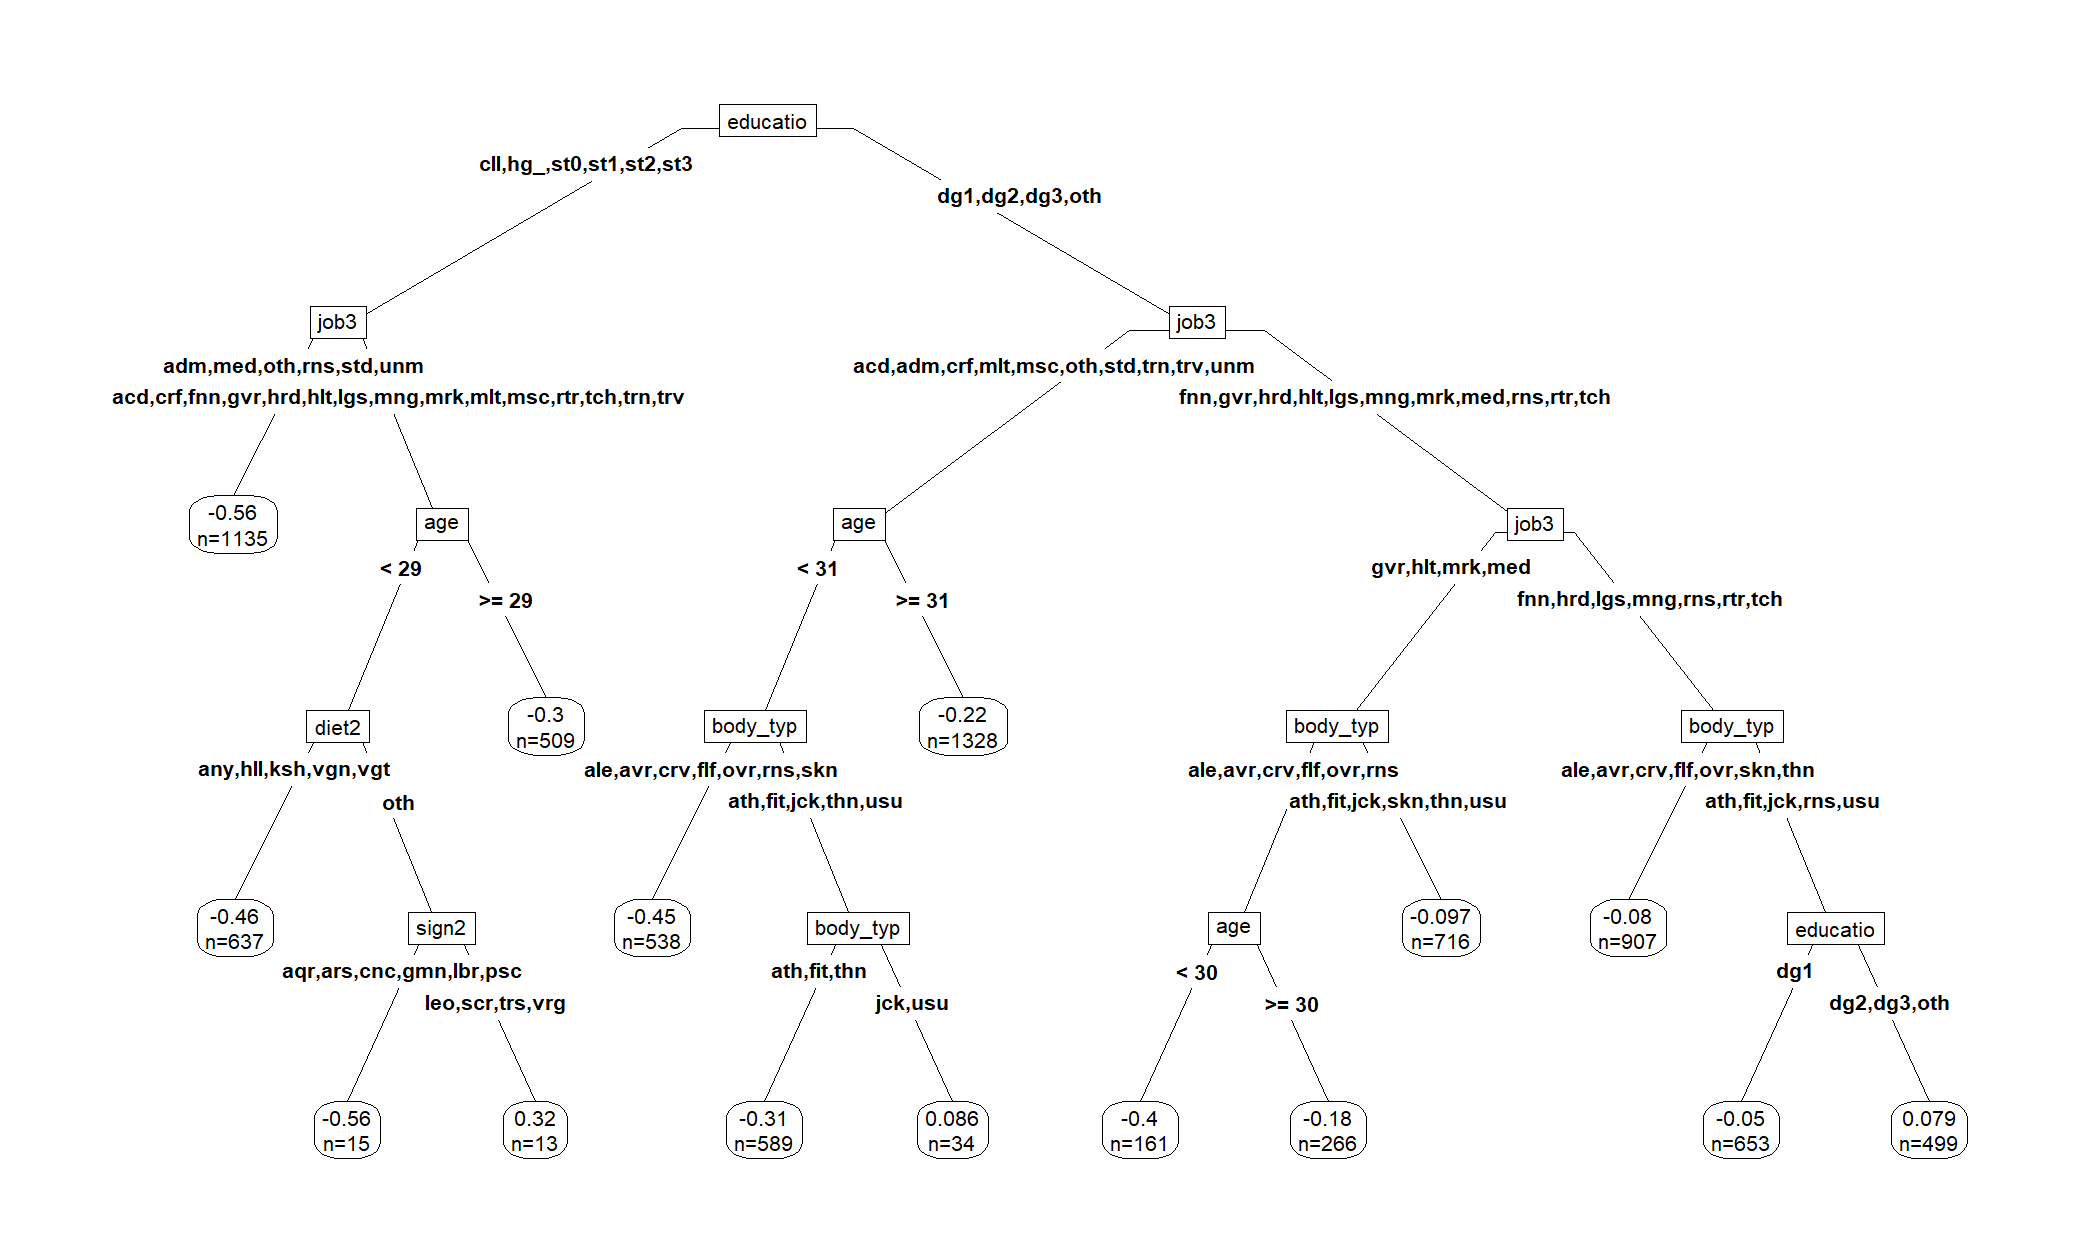 educatio
cll,hg_,st0,st1,st2,st3
dg1,dg2,dg3,oth
job3
job3
adm,med,oth,rns,std,unm
acd,adm,crf,mlt,msc,oth,std,trn,trv,unm
acd,crf,fnn,gvr,hrd,hlt,lgs,mng,mrk,mlt,msc,rtr,tch,trn,trv
fnn,gvr,hrd,hlt,lgs,mng,mrk,med,rns,rtr,tch
-0.56
n=1135
age
age
job3
< 29
< 31
gvr,hlt,mrk,med
>= 29
>= 31
fnn,hrd,lgs,mng,rns,rtr,tch
diet2
-0.3
n=509
body_typ
-0.22
n=1328
body_typ
body_typ
any,hll,ksh,vgn,vgt
ale,avr,crv,flf,ovr,rns,skn
ale,avr,crv,flf,ovr,rns
ale,avr,crv,flf,ovr,skn,thn
oth
ath,fit,jck,thn,usu
ath,fit,jck,skn,thn,usu
ath,fit,jck,rns,usu
-0.46
n=637
sign2
-0.45
n=538
body_typ
age
-0.097
n=716
-0.08
n=907
educatio
aqr,ars,cnc,gmn,lbr,psc
ath,fit,thn
< 30
dg1
leo,scr,trs,vrg
jck,usu
>= 30
dg2,dg3,oth
-0.56
n=15
0.32
n=13
-0.31
n=589
0.086
n=34
-0.4
n=161
-0.18
n=266
-0.05
n=653
0.079
n=499